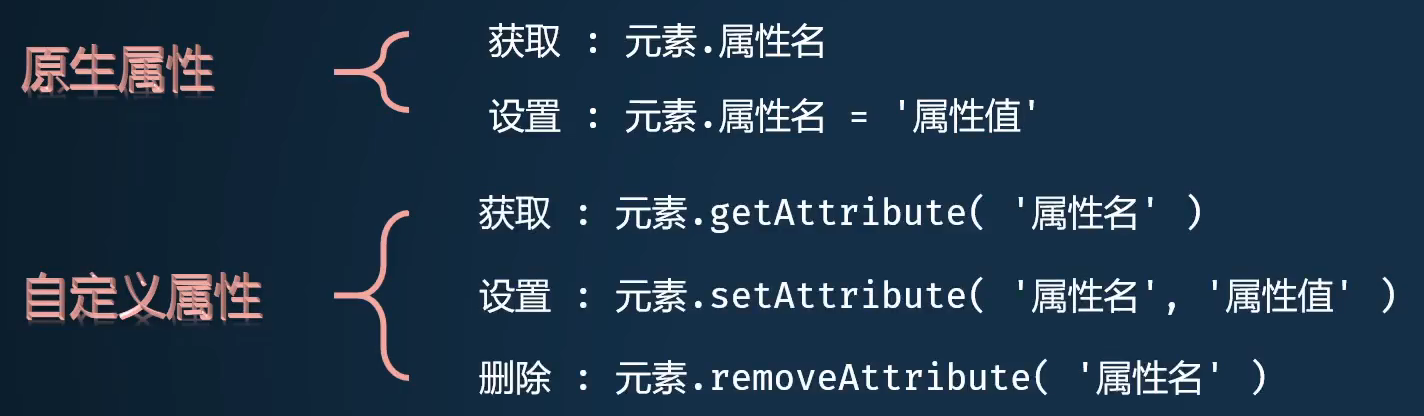 原生属性
获取 : 元素.属性名
设置 : 元素.属性名 = '属性值'
自定义属性
获取 : 元素.getAttribute( '属性名' )
设置 : 元素.setAttribute( '属性名', '属性值' )
删除 : 元素.removeAttribute( '属性名' )